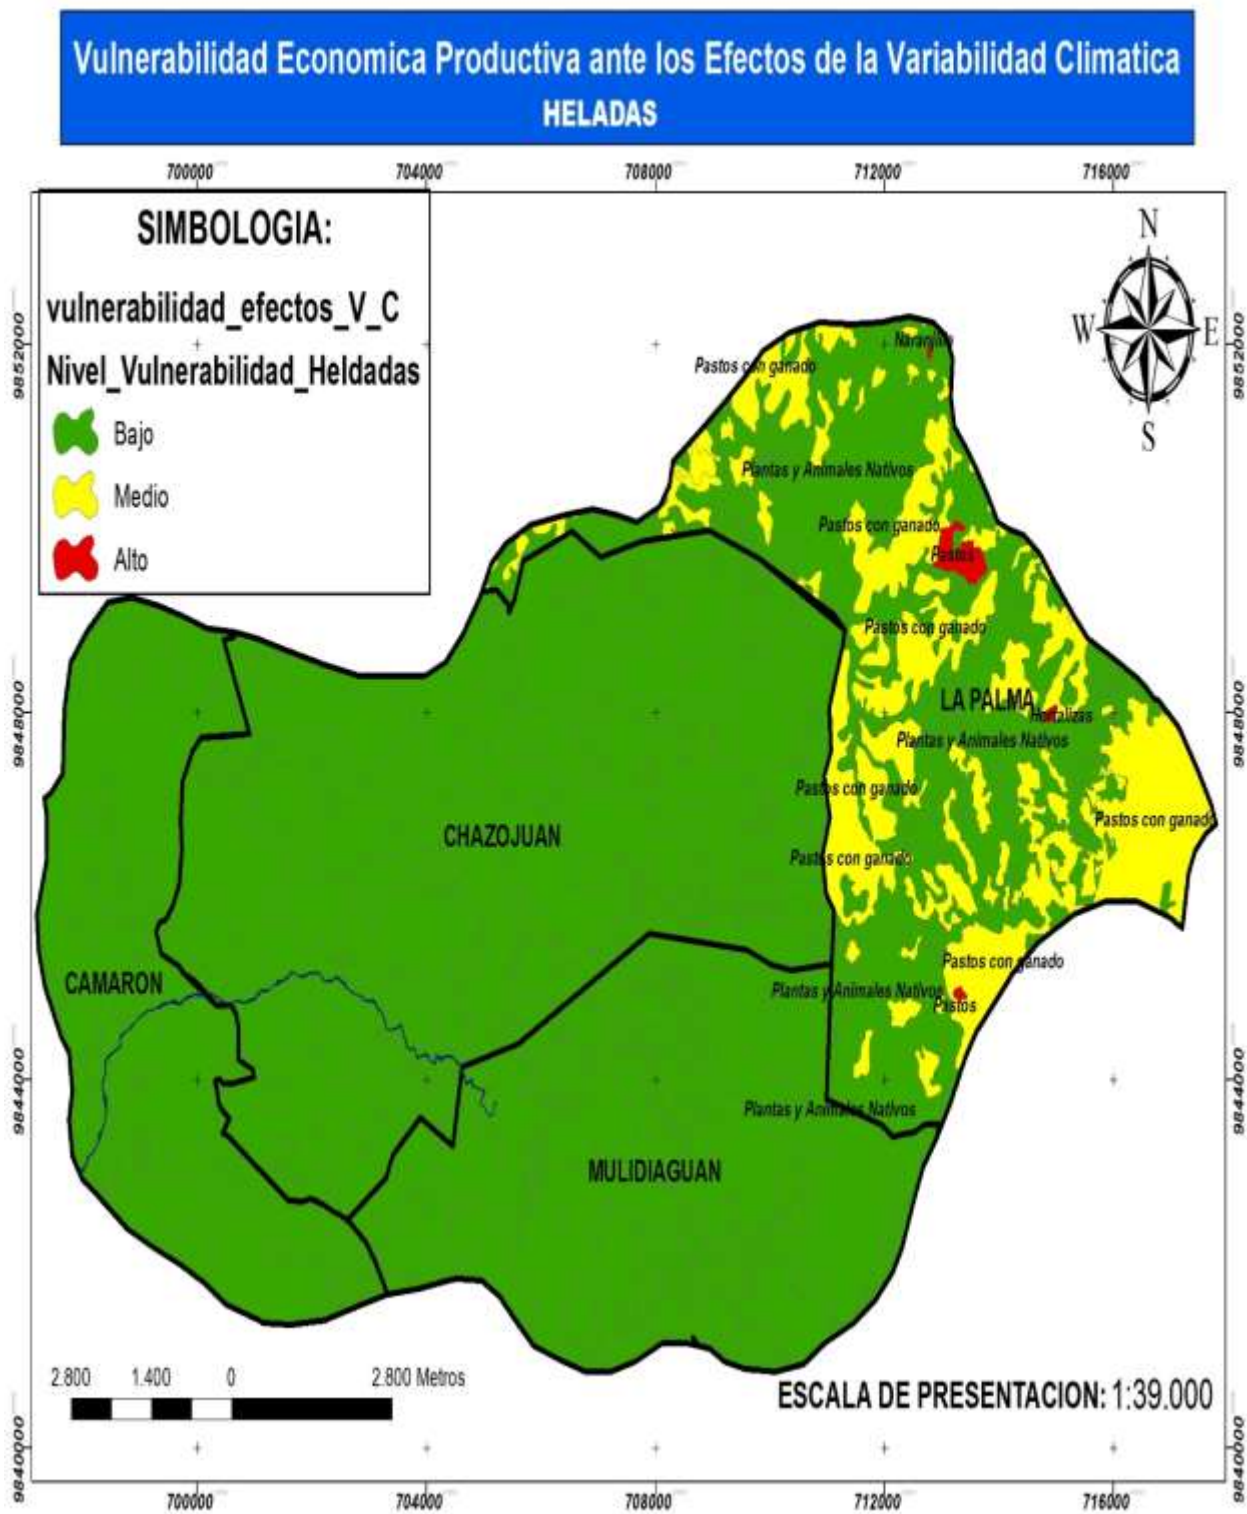 Vulnerabilidad Economica Productiva ante los Efectos de la Variabilidad Climatica
HELADAS
700000 704000 708000 712000 716000
SIMBOLOGIA:
vulnerabilidad_efectos_V_C
Nivel_Vulnerabilidad_Heldadas
Bajo
Medio
Alto
N
W E
S
9852000 9852000
Naranjilla
Pastos con ganado
Plantas y Animales Nativos
Pastos con ganado
Pastos
Pastos con ganado
LA PALMA
9848000 9848000
Hortalizas
Plantas y Animales Nativos
Pastos con ganado
Pastos con ganado
CHAZOJUAN
Pastos con ganado
Pastos con ganado
CAMARON
Plantas y Animales Nativos
Pastos
9844000 9844000
Plantas y Animales Nativos
MULIDIAGUAN
2.800 1.400 0 2.800 Metros
ESCALA DE PRESENTACION: 1:39.000
9840000 9840000
700000 704000 708000 712000 716000